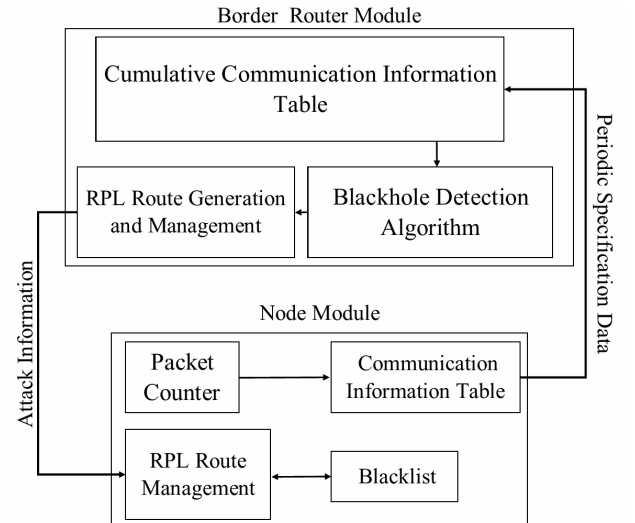 Border Router Module
Cumulative Communication Information
Table
RPL Route Generation
and Management
Blackhole Detection
Algorithm
Periodic Specification Data
Attack Information
Node Module
Packet
Counter
Communication
Information Table
RPL Route
Management
Blacklist